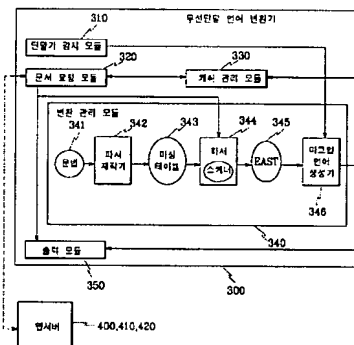 무선단말 언어 변환기
310
단말기 감지 모듈
320
330
문서 요청 모듈
캐쉬 관리 모듈
변환 관리 모듈
341
342
343
344
345
문법
파서
제작기
파싱
테이블
파서
스캐너
EAST
마크업
언어
생성기
346
340
출력 모듈
350
300
웹서버
400,410,420